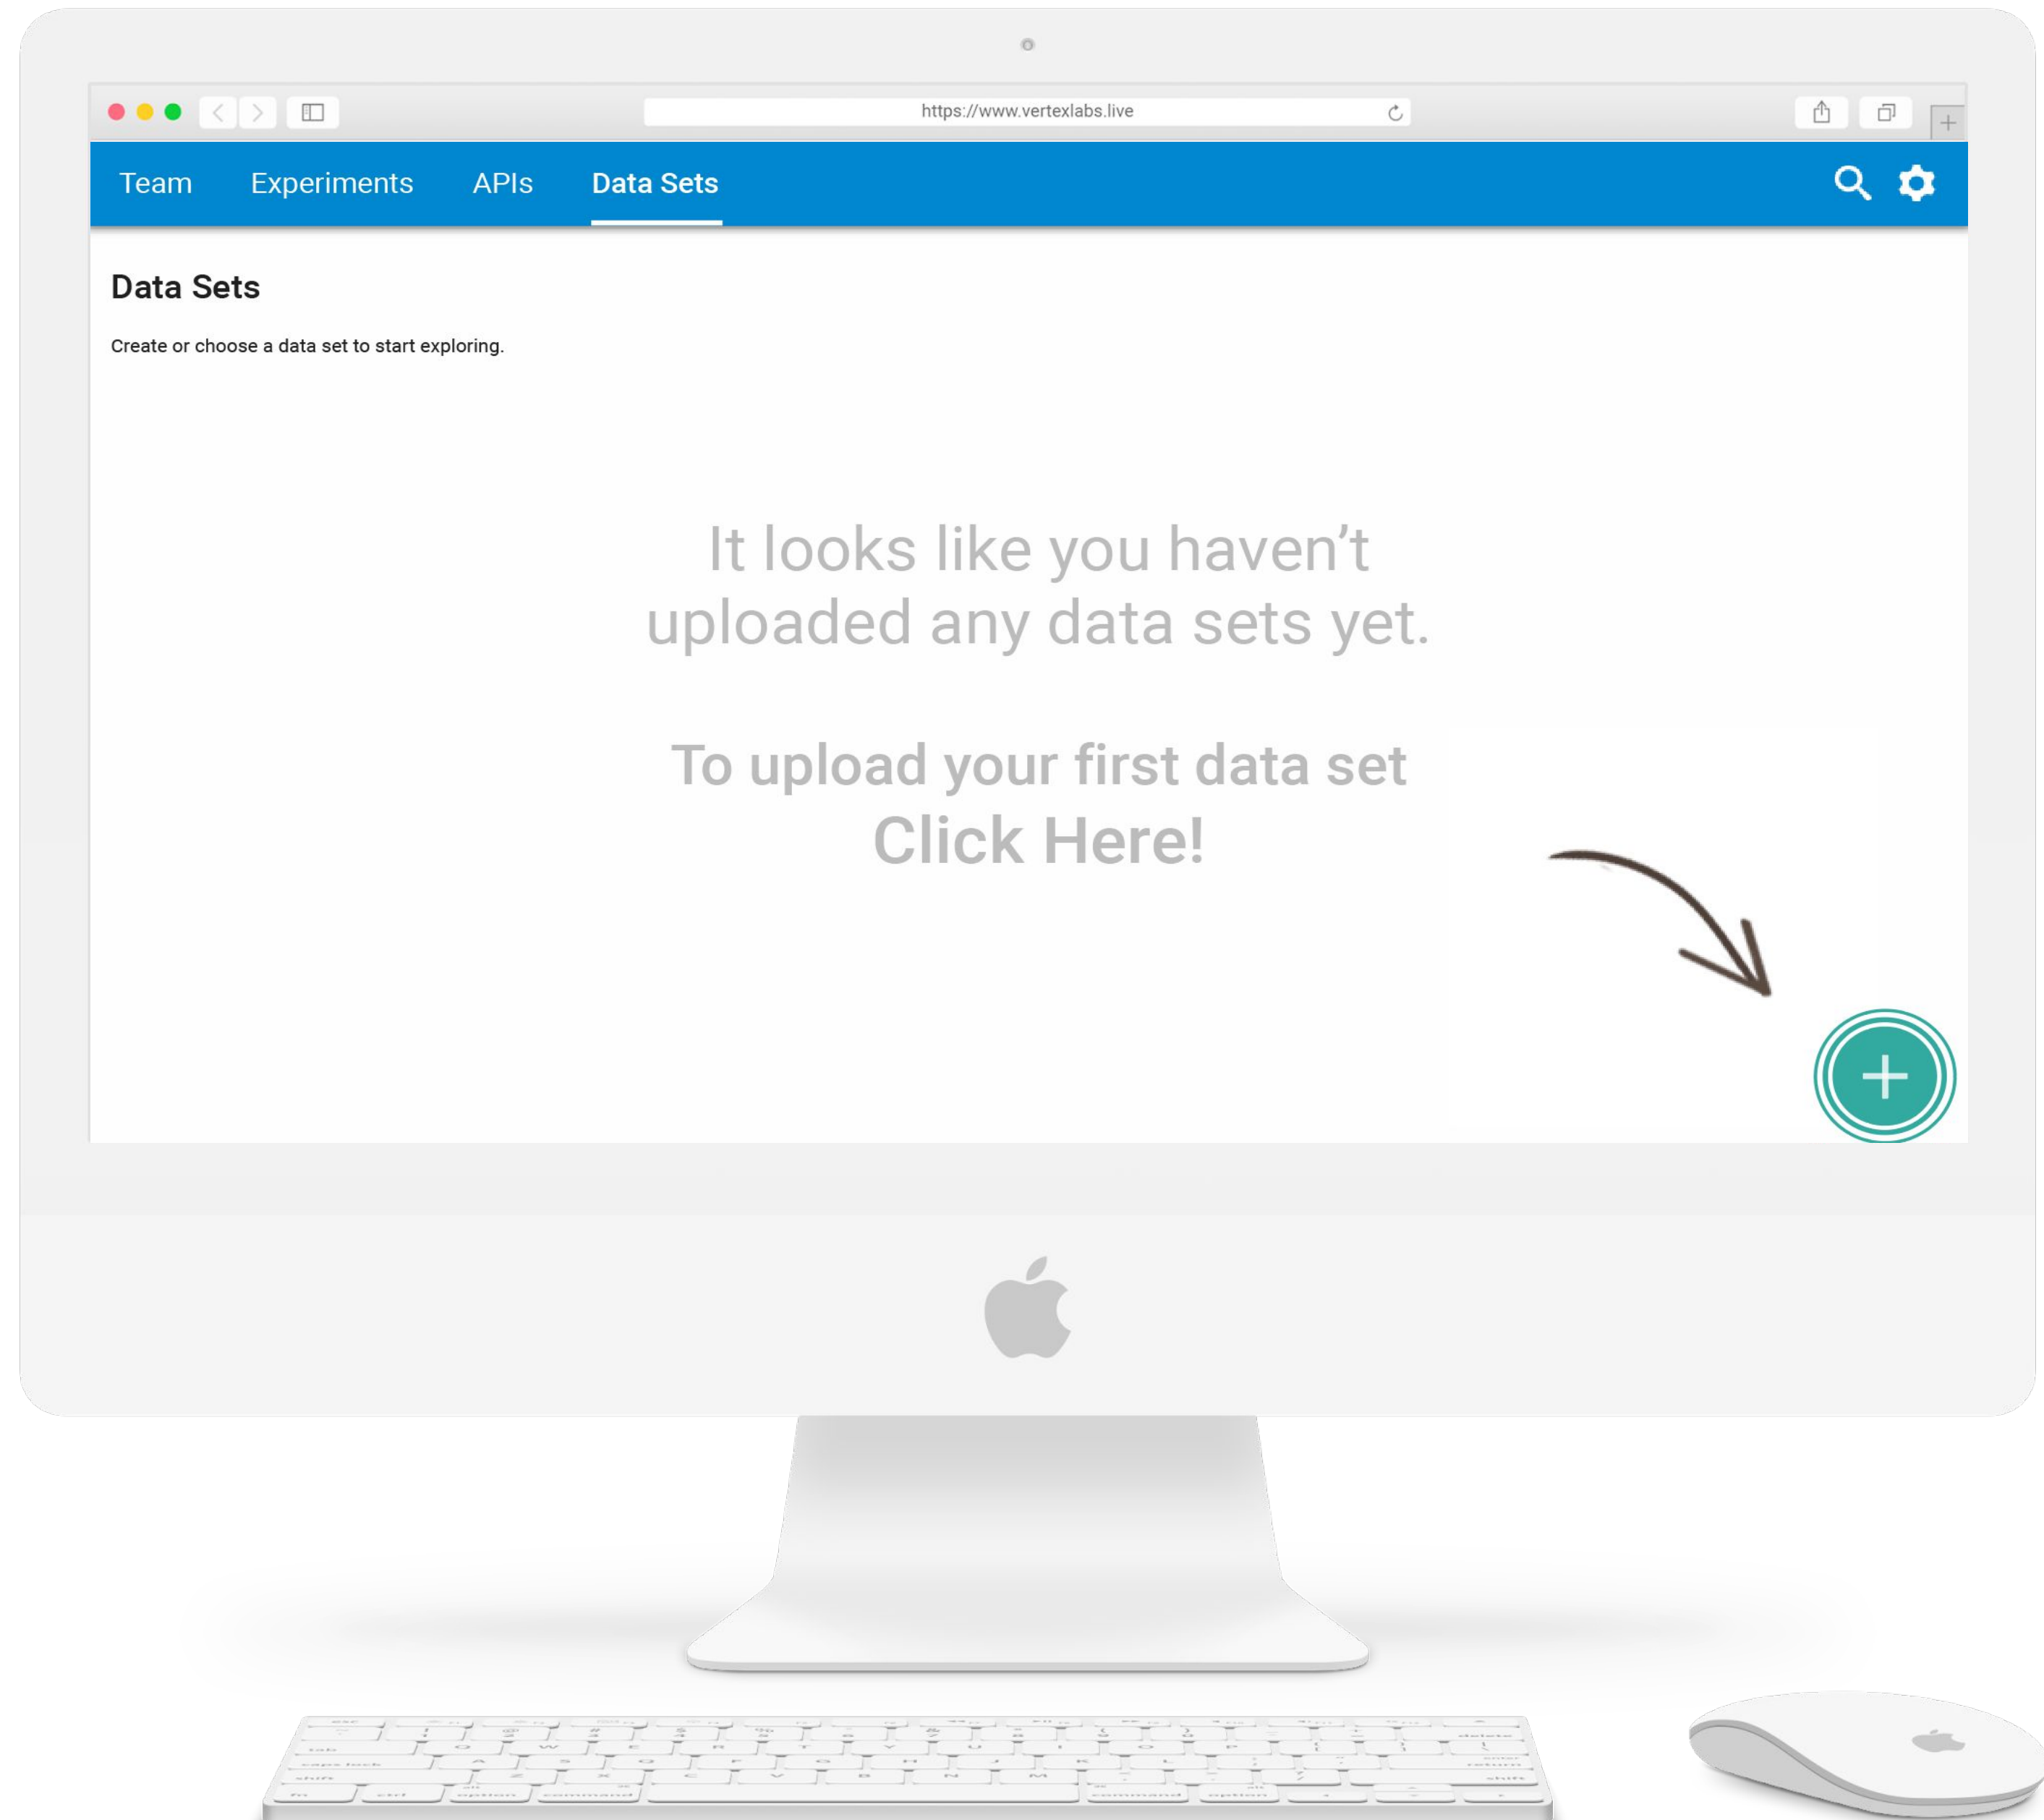 https://www.vertexlabs.live
Team Experiments APIs Data Sets
Data Sets
Create or choose a data set to start exploring.
It looks like you haven’t
uploaded any data sets yet.
To upload your first data set
Click Here!